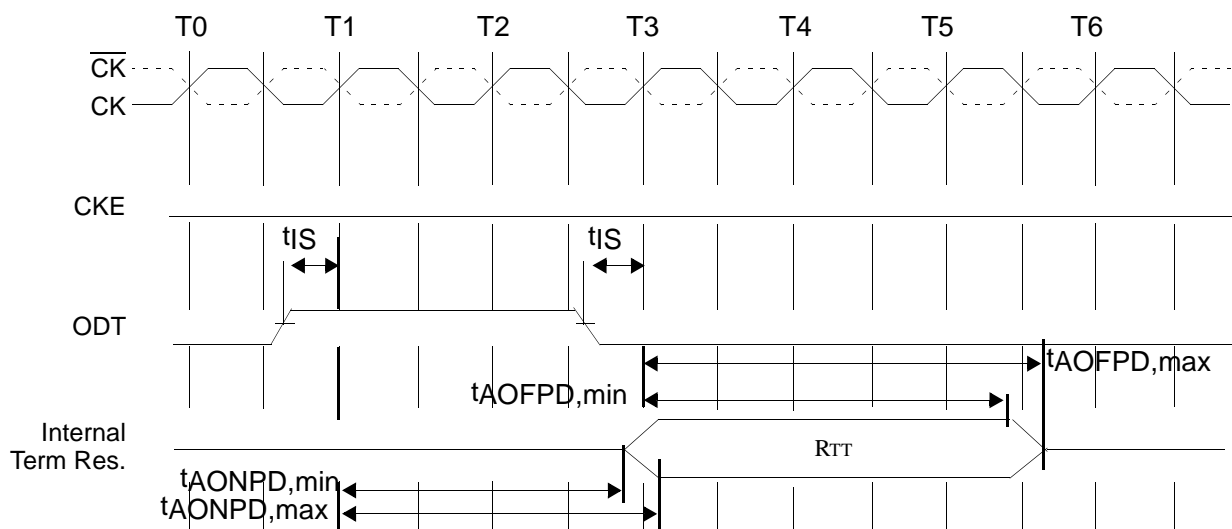 T0 T1 T2 T3 T4 T5 T6
CK
CK
CKE
tIS tIS
ODT
tAOFPD,max
tAOFPD,min
Internal
Term Res.
RTT
tAONPD,min
tAONPD,max